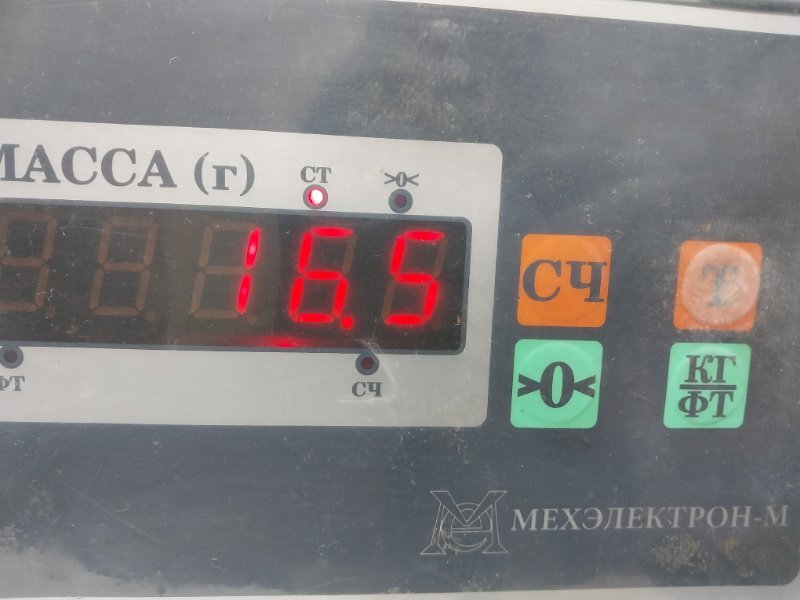 МАССА (г)
СТ
>0<
16.5
ФТ
СЧ
СЧ
Т
>0<
КГ
ФТ
МЕХЭЛЕКТРОН-М